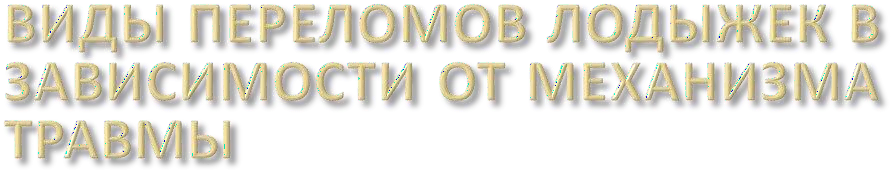 ВИДЫ ПЕРЕЛОМОВ ЛОДЫЖЕК В
ЗАВИСИМОСТИ ОТ МЕХАНИЗМА
ТРАВМЫ